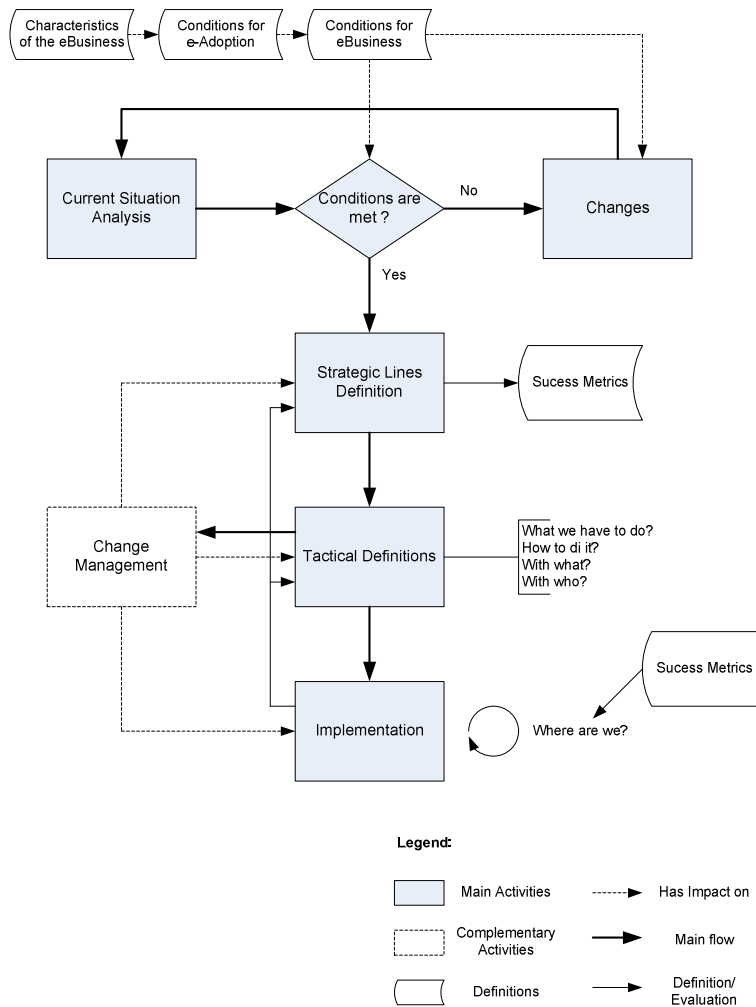 Characteristics
of the eBusiness
Conditions for
e-Adoption
Conditions for
eBusiness
Current Situation
Analysis
Conditions are
met ?
No
Changes
Yes
Strategic Lines
Definition
Sucess Metrics
Change
Management
Tactical Definitions
What we have to do?
How to di it?
With what?
With who?
Sucess Metrics
Implementation
Where are we?
Legend:
Main Activities
Has Impact on
Complementary
Activities
Main flow
Definitions
Definition/
Evaluation